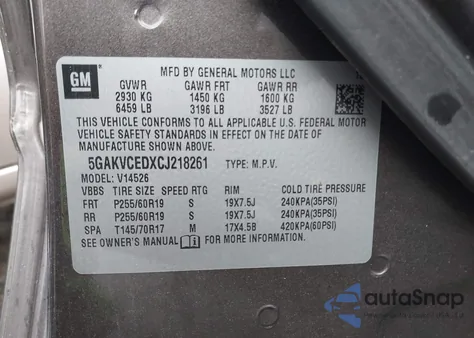 GM
MFD BY GENERAL MOTORS LLC
GVWR GAWR FRT GAWR RR
2930 KG 1450 KG 1600 KG
6459 LB 3196 LB 3527 LB
THIS VEHICLE CONFORMS TO ALL APPLICABLE U.S. FEDERAL MOTOR
VEHICLE SAFETY STANDARDS IN EFFECT ON THE DATE OF
MANUFACTURE SHOWN ABOVE.
5GAKVCEDXCJ218261 TYPE: M.P.V.
MODEL: V14526
VBBS TIRE SIZE SPEED RTG RIM COLD TIRE PRESSURE
FRT P255/60R19 S 19X7.5J 240KPA(35PSI)
RR P255/60R19 S 19X7.5J 240KPA(35PSI)
SPA T145/70R17 M 17X4.5B 420KPA(60PSI)
SEE OWNER'S MANUAL FOR MORE INFORMATION
autoSnap